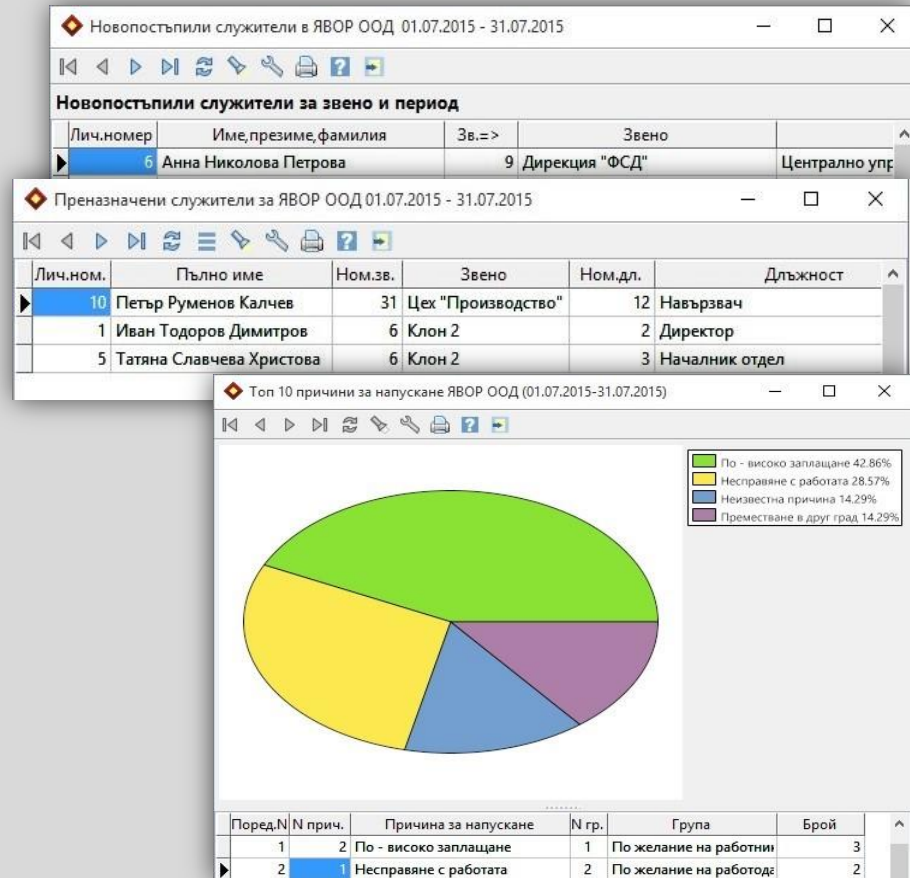 Новопостъпили служители в ЯВОР ООД 01.07.2015 - 31.07.2015
Новопостъпили служители за звено и период
Лич.номер Име,презиме,фамилия Зв.=> Звено
6 Анна Николова Петрова 9 Дирекция "ФСД" Централно упр
Преназначени служители за ЯВОР ООД 01.07.2015 - 31.07.2015
Лич.ном. Пълно име Ном.зв. Звено Ном.дл. Длъжност
10 Петър Руменов Калчев 31 Цех "Производство" 12 Навързвач
1 Иван Тодоров Димитров 6 Клон 2 2 Директор
5 Татяна Славчева Христова 6 Клон 2 3 Началник отдел
Топ 10 причини за напускане ЯВОР ООД (01.07.2015-31.07.2015)
По - високо заплащане 42.86%
Несправяне с работата 28.57%
Неизвестна причина 14.29%
Преместване в друг град 14.29%
Поред.N N прич. Причина за напускане N гр. Група Брой
1 2 По - високо заплащане 1 По желание на работник 3
2 1 Несправяне с работата 2 По желание на работода 2